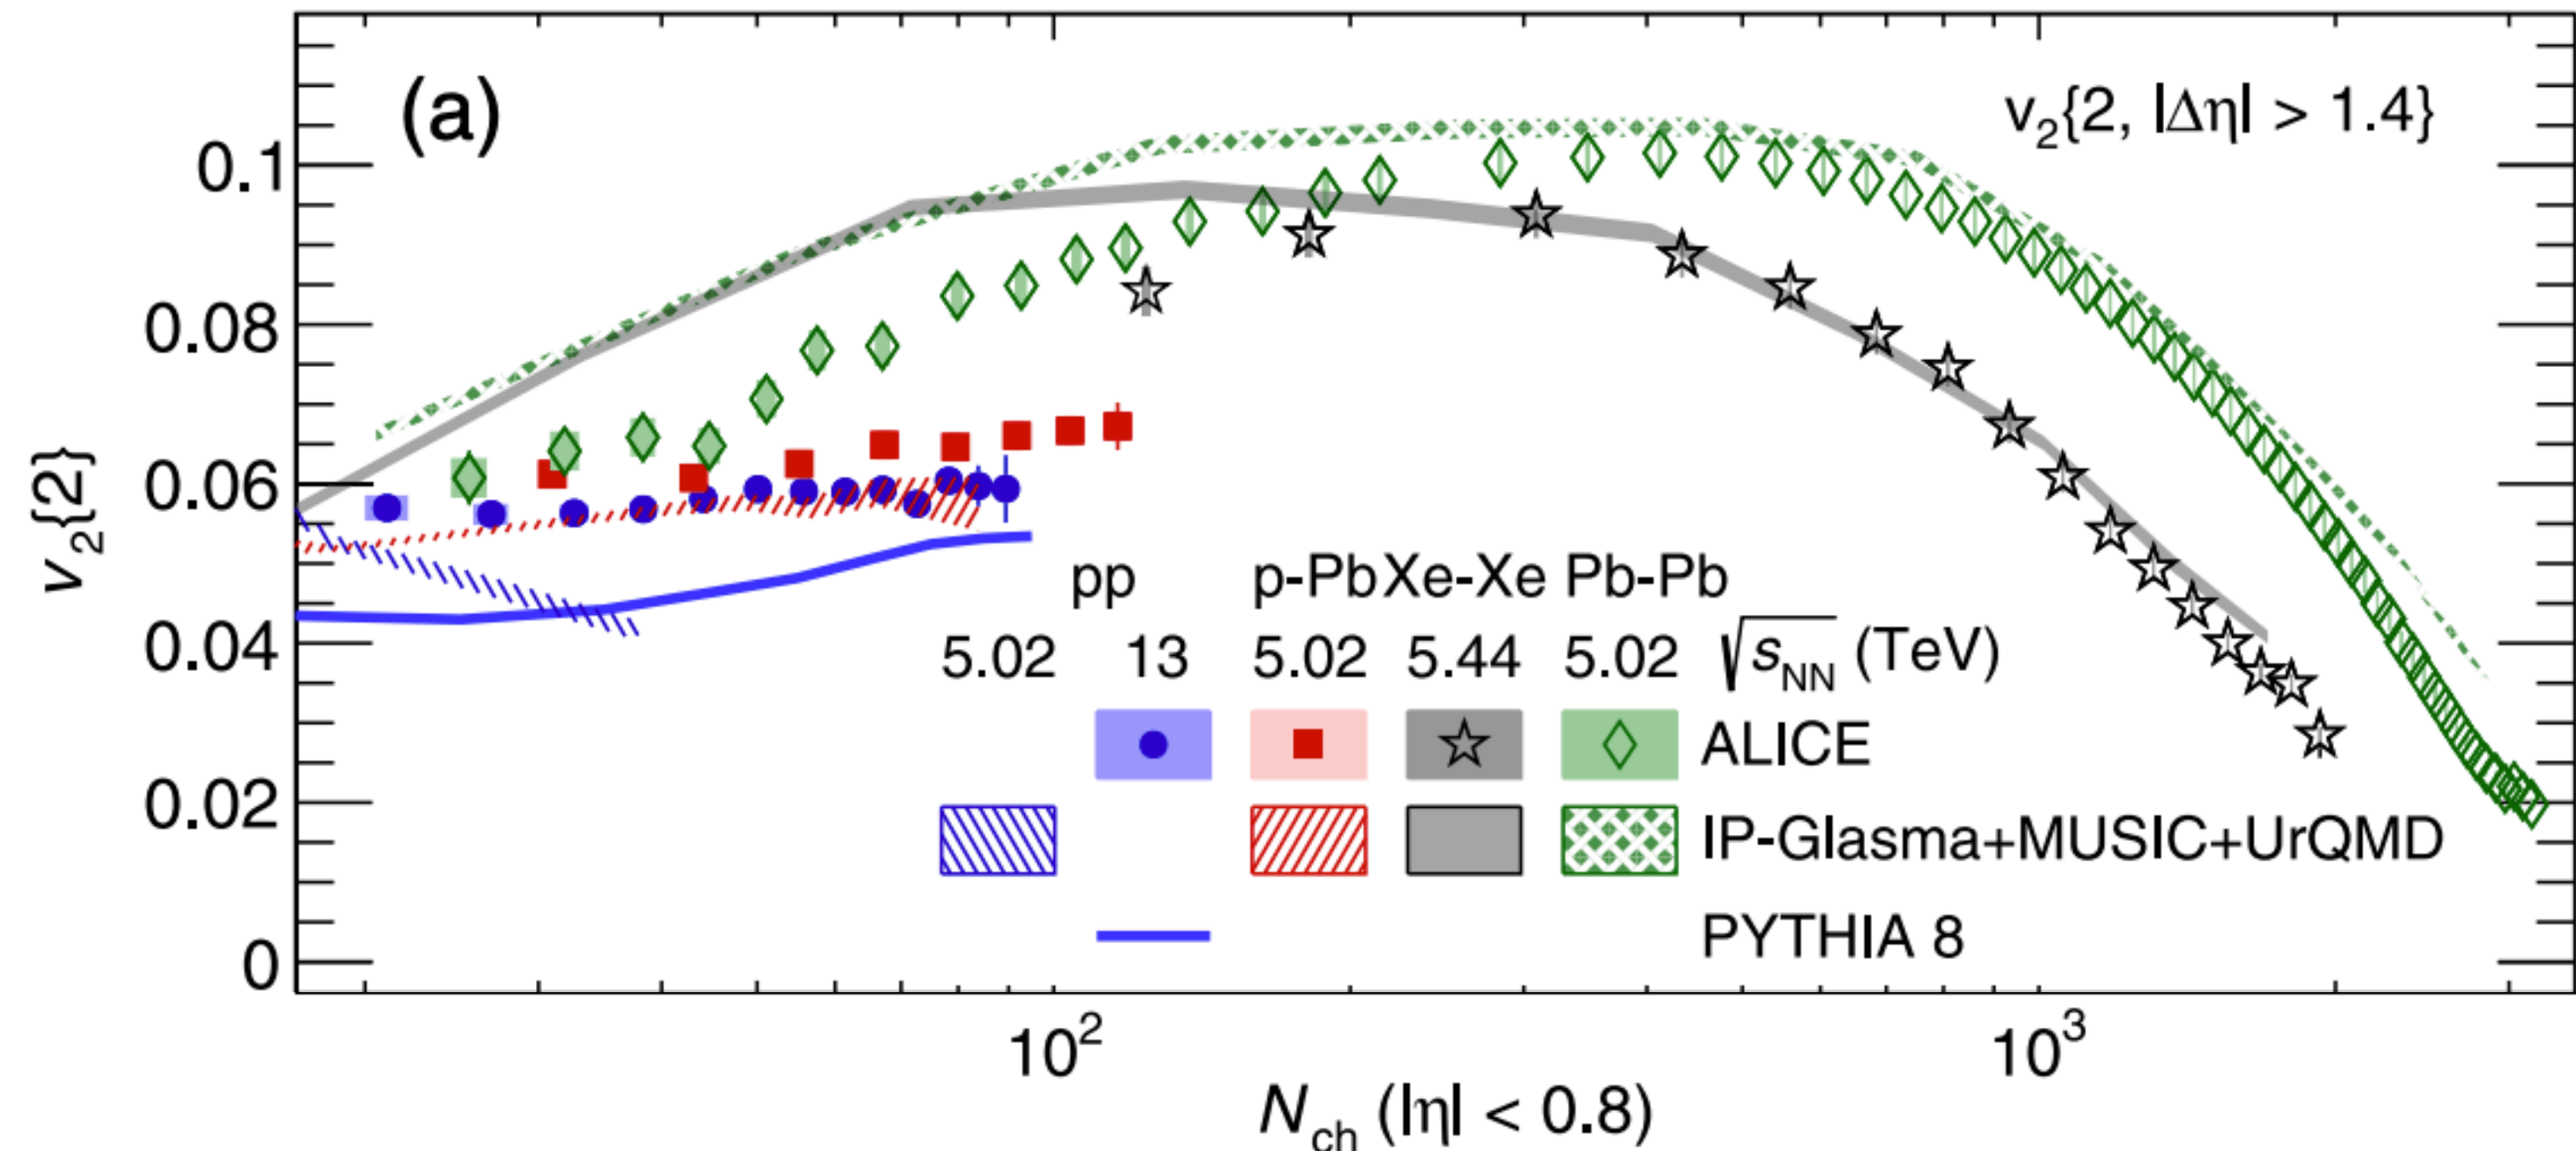 (a)
v₂{2, |Δη| > 1.4}
v₂{2}
0.1
0.08
0.06
0.04
0.02
0
pp p-Pb Xe-Xe Pb-Pb
5.02 13 5.02 5.44 5.02 √sNN (TeV)
ALICE
IP-Glasma+MUSIC+UrQMD
PYTHIA 8
10² 10³
Nch (|η| < 0.8)